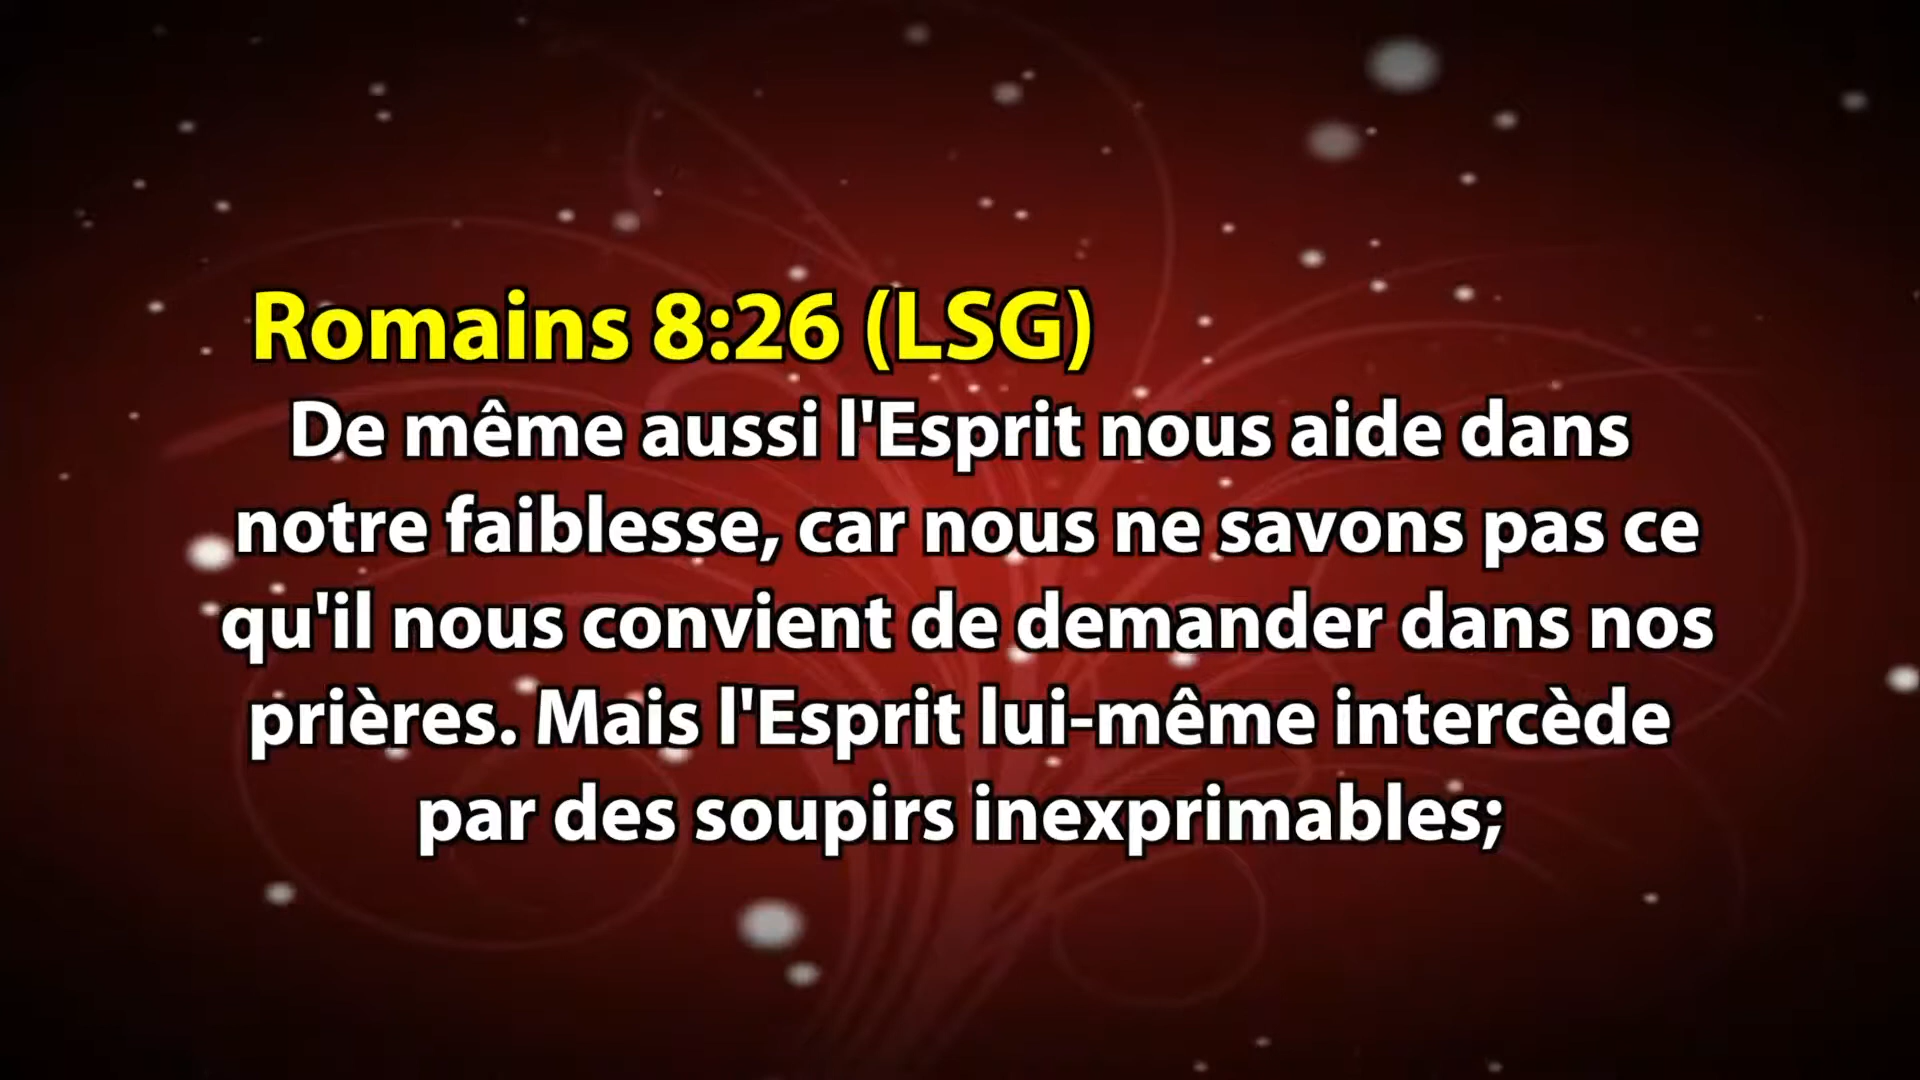 Romains 8:26 (LSG)
De même aussi l'Esprit nous aide dans
notre faiblesse, car nous ne savons pas ce
qu'il nous convient de demander dans nos
prières. Mais l'Esprit lui-même intercède
par des soupirs inexprimables;